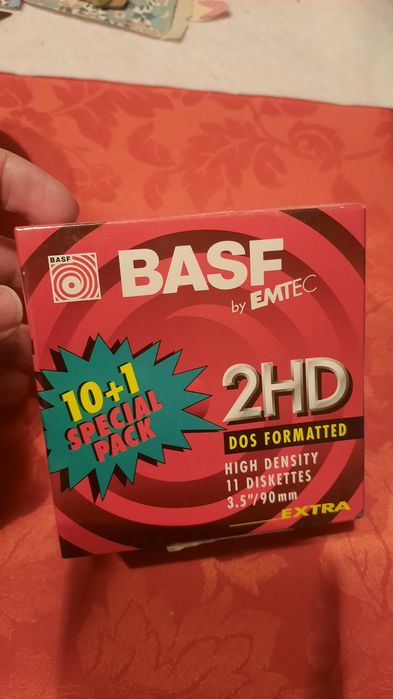 BASF
BASF
by EMTEC
10+1
SPECIAL
PACK
2HD
DOS FORMATTED
HIGH DENSITY
11 DISKETTES
3.5"/90mm
EXTRA